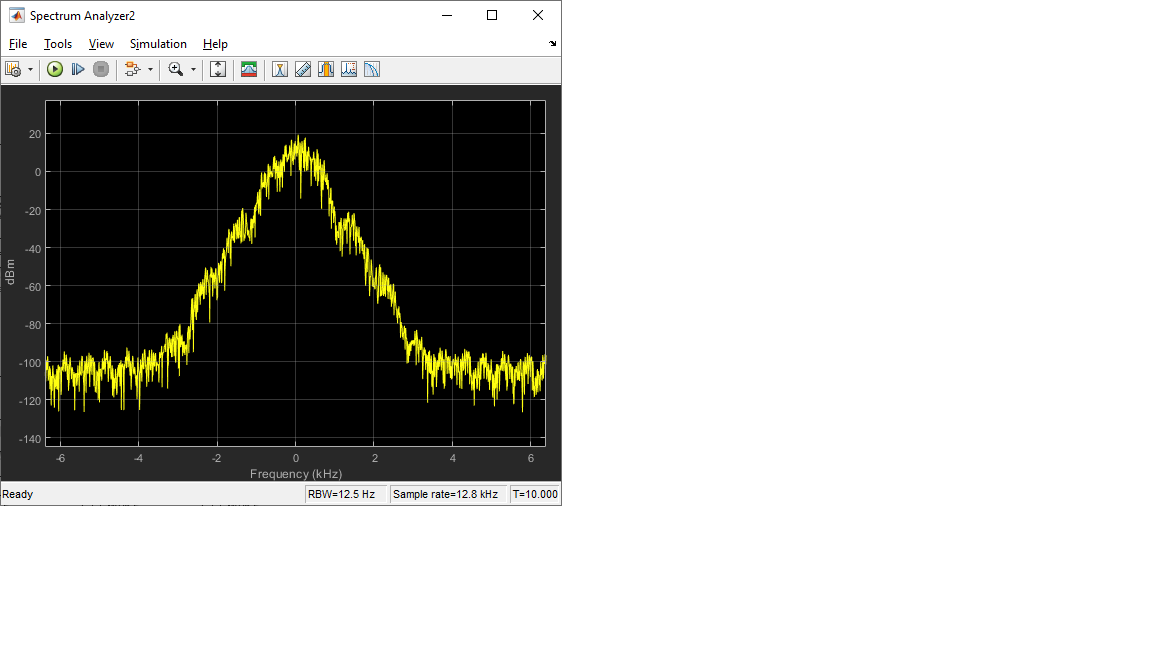 Spectrum Analyzer2
File Tools View Simulation Help
20
0
-20
-40
-60
-80
-100
-120
-140
dBm
-6 -4 -2 0 2 4 6
Frequency (kHz)
Ready RBW=12.5 Hz Sample rate=12.8 kHz T=10.000